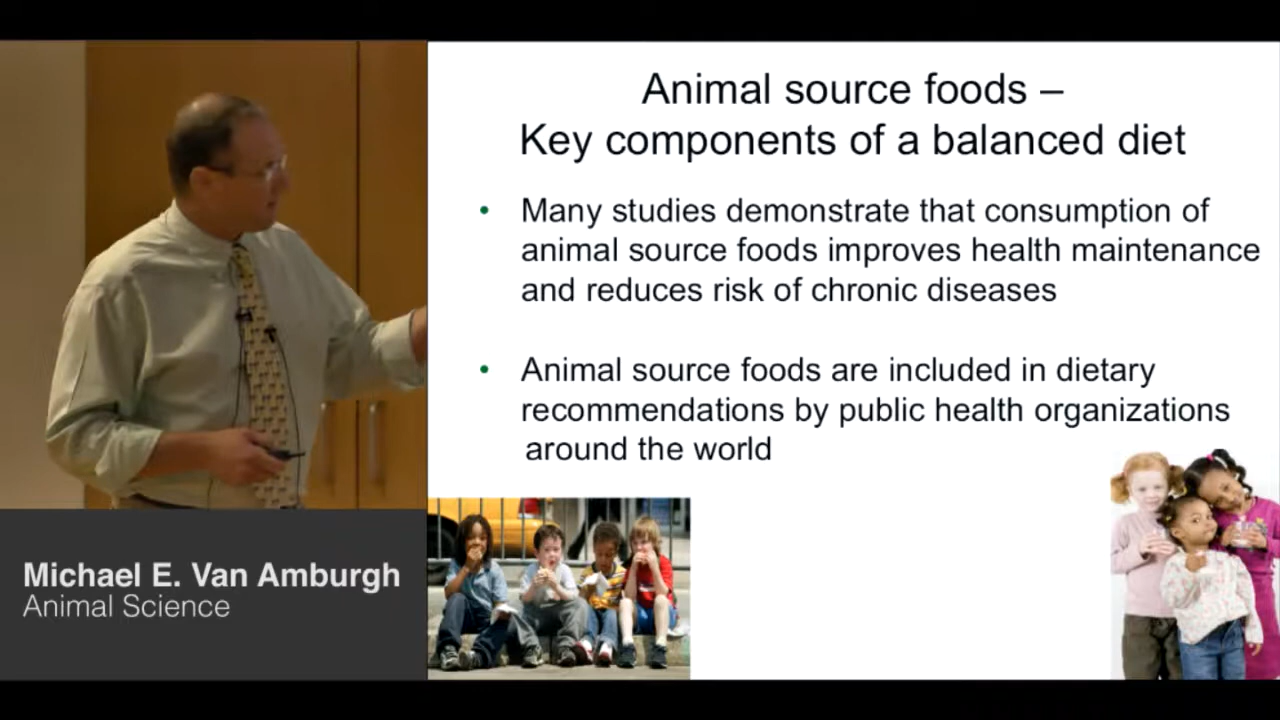 Animal source foods –
Key components of a balanced diet
• Many studies demonstrate that consumption of
animal source foods improves health maintenance
and reduces risk of chronic diseases
• Animal source foods are included in dietary
recommendations by public health organizations
around the world
Michael E. Van Amburgh
Animal Science